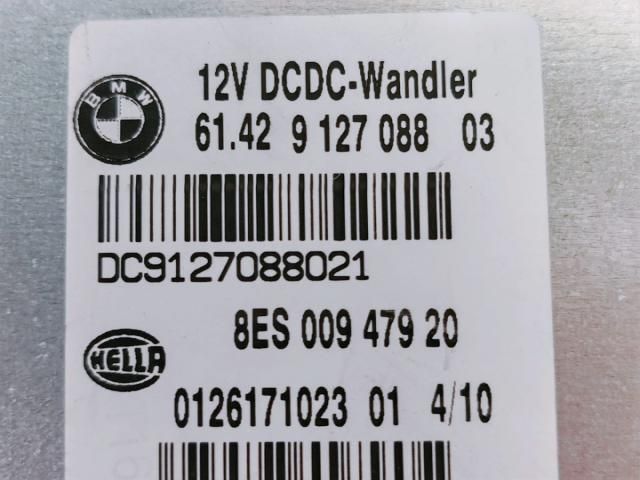 BMW
12V DCDC-Wandler
61.42 9 127 088 03
DC9127088021
8ES 009 479 20
HELLA
0126171023 01 4/10